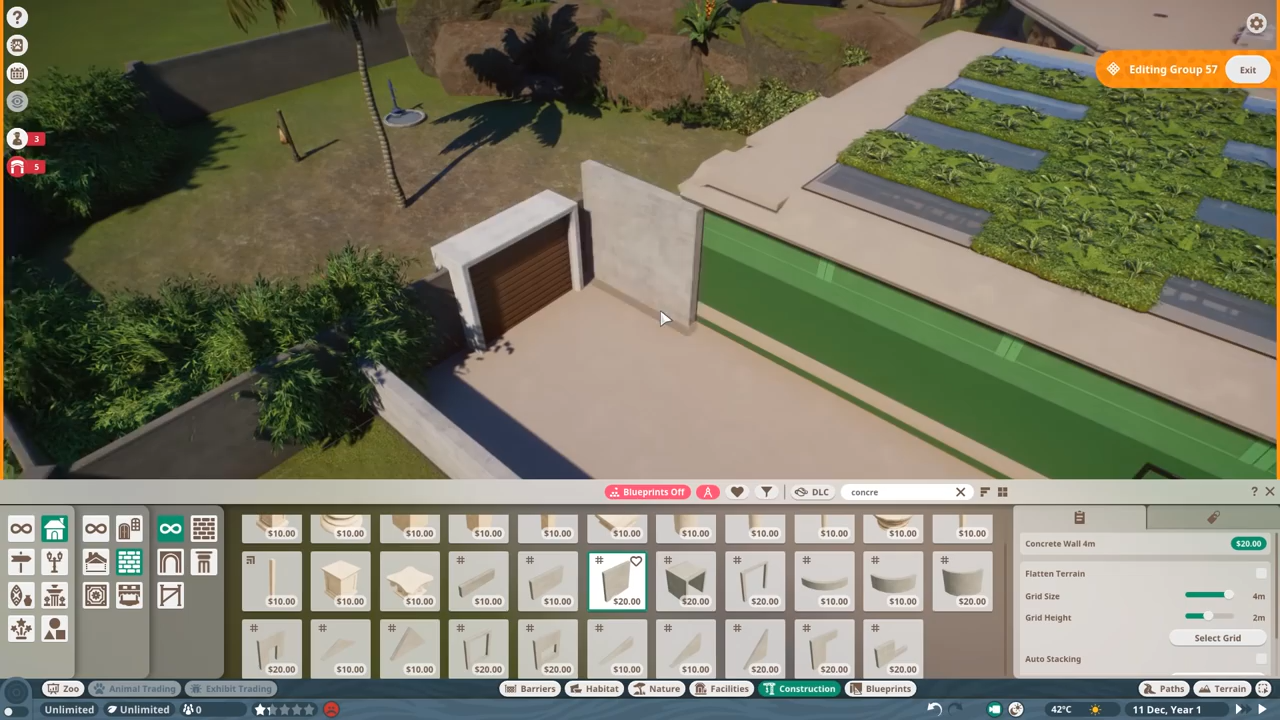 ?
3
5
Editing Group 57 Exit
Blueprints Off DLC concre
? 
$10.00 $10.00 $10.00 $10.00 $10.00 $10.00 $10.00 $10.00 $10.00 $10.00 $10.00
$10.00 $10.00 $10.00 $10.00 $10.00 $20.00 $20.00 $20.00 $10.00 $10.00 $20.00
$20.00 $10.00 $10.00 $20.00 $20.00 $10.00 $10.00 $20.00 $20.00 $20.00
Concrete Wall 4m $20.00
Flatten Terrain
Grid Size 4m
Grid Height 2m
Select Grid
Auto Stacking
Zoo Animal Trading Exhibit Trading Barriers Habitat Nature Facilities Construction Blueprints Paths Terrain
Unlimited Unlimited 0 42°C 11 Dec, Year 1